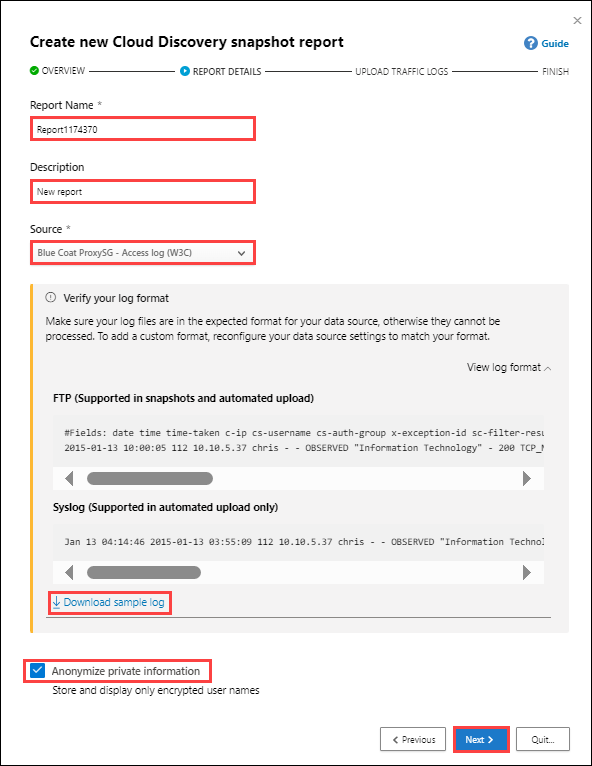 Create new Cloud Discovery snapshot report
Guide
OVERVIEW
REPORT DETAILS
UPLOAD TRAFFIC LOGS
FINISH
Report Name *
Report1174370
Description
New report
Source *
Blue Coat ProxySG - Access log (W3C)
Verify your log format
Make sure your log files are in the expected format for your data source, otherwise they cannot be
processed. To add a custom format, reconfigure your data source settings to match your format.
View log format
FTP (Supported in snapshots and automated upload)
#Fields: date time time-taken c-ip cs-username cs-auth-group x-exception-id sc-filter-resu
2015-01-13 10:00:05 112 10.10.5.37 chris - - OBSERVED "Information Technology" - 200 TCP_
Syslog (Supported in automated upload only)
Jan 13 04:14:46 2015-01-13 03:55:09 112 10.10.5.37 chris - - OBSERVED "Information Technol
Download sample log
Anonymize private information
Store and display only encrypted user names
Previous
Next
Quit...